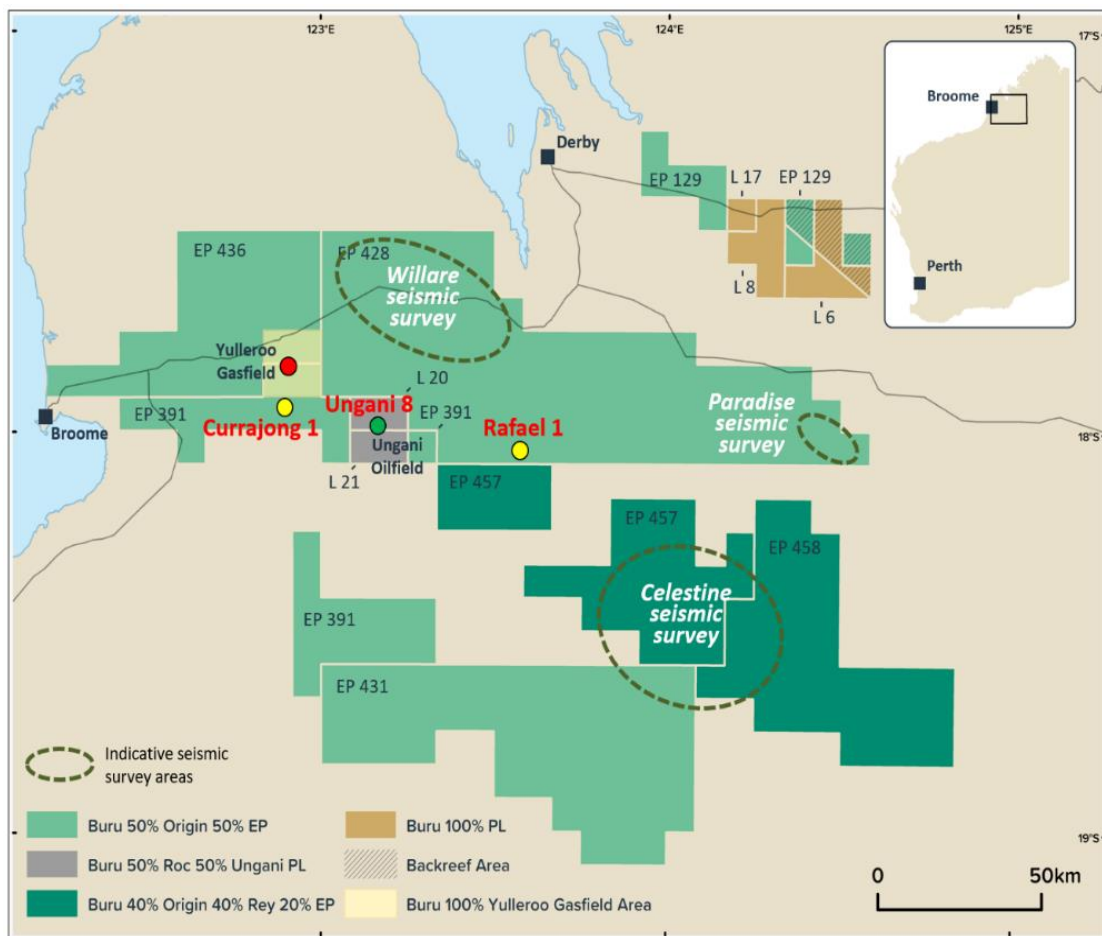 123°E
124°E
125°E
17°S
Broome
Perth
Derby
EP 129
L 17
EP 129
L 8
L 6
EP 436
EP 428
Willare
seismic
survey
Yulleroo
Gasfield
L 20
EP 391
Ungani 8
EP 391
Currajong 1
Broome
Ungani
Oilfield
L 21
Rafael 1
Paradise
seismic
survey
18°S
EP 457
EP 457
EP 458
Celestine
seismic
survey
EP 391
EP 431
Indicative seismic
survey areas
Buru 50% Origin 50% EP
Buru 50% Roc 50% Ungani PL
Buru 40% Origin 40% Rey 20% EP
Buru 100% PL
Backreef Area
Buru 100% Yulleroo Gasfield Area
19°S
0
50km